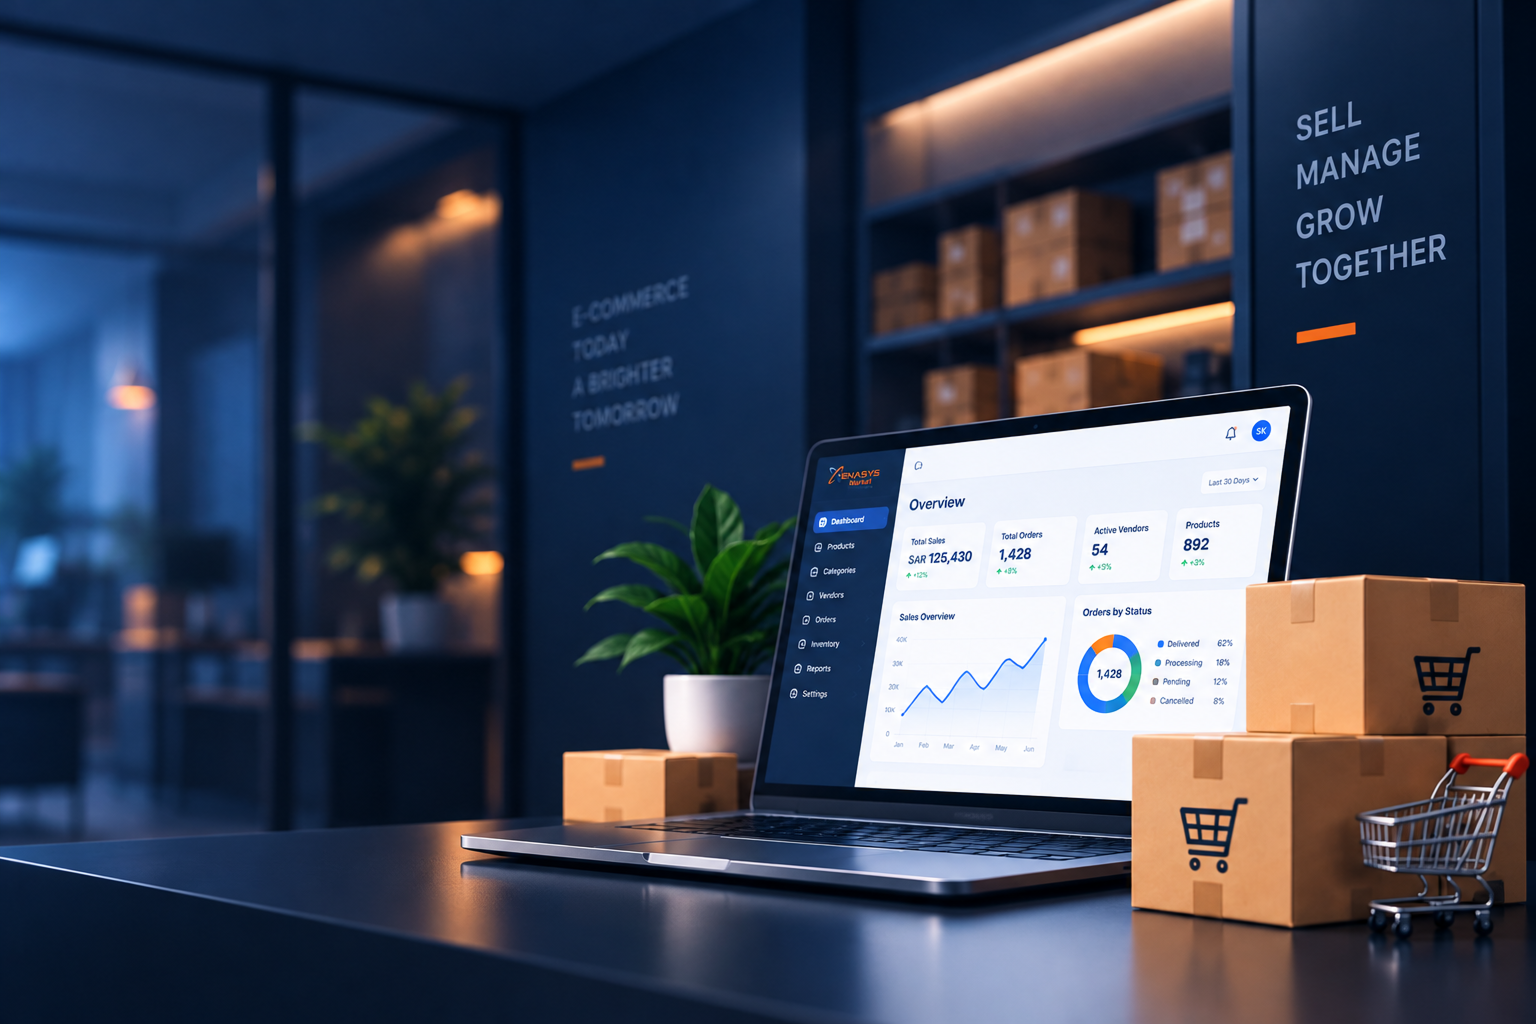 E-COMMERCE
TODAY
A BRIGHTER
TOMORROW
SELL
MANAGE
GROW
TOGETHER
XENASYS
Market
Dashboard
Products
Categories
Vendors
Orders
Inventory
Reports
Settings
SK
Overview
Last 30 Days
Total Sales
SAR 125,430
+12%
Total Orders
1,428
+8%
Active Vendors
54
+9%
Products
892
+3%
Sales Overview
40K
30K
20K
10K
0
Jan Feb Mar Apr May Jun
Orders by Status
1,428
Delivered 62%
Processing 18%
Pending 12%
Cancelled 8%